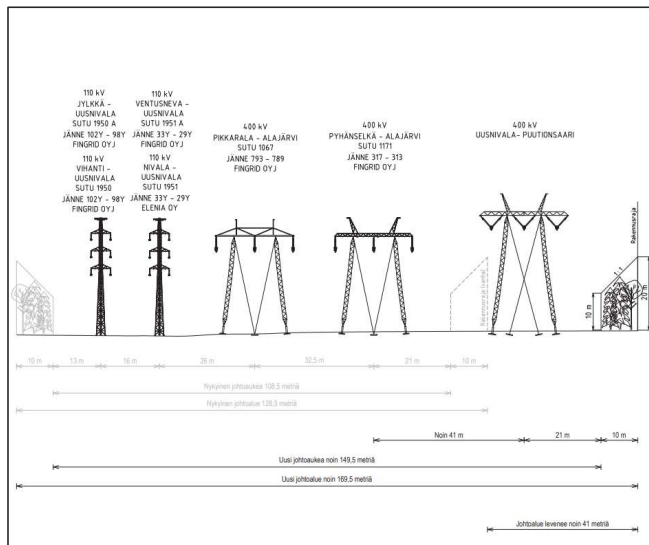 110 kV
JYLKKÄ –
UUSNIVALA
SUTU 1950 A
JÄNNE 102Y – 98Y
FINGRID OYJ
110 kV
VIHANTI –
UUSNIVALA
SUTU 1950
JÄNNE 102Y – 98Y
FINGRID OYJ
110 kV
VENTUSNEVA –
UUSNIVALA
SUTU 1951 A
JÄNNE 33Y – 29Y
FINGRID OYJ
110 kV
NIVALA –
UUSNIVALA
SUTU 1951
JÄNNE 33Y – 29Y
ELENIA OY
400 kV
PIKKARALA – ALAJÄRVI
SUTU 1067
JÄNNE 793 – 789
FINGRID OYJ
400 kV
PYHÄNSELKÄ – ALAJÄRVI
SUTU 1171
JÄNNE 317 – 313
FINGRID OYJ
400 kV
UUSNIVALA– PUUTIONSAARI
Rakennusraja
Rakennusraja (vanha)
10 m
20 m
10 m
13 m
16 m
26 m
32,5 m
21 m
10 m
Nykyinen johtoaukea 108,5 metriä
Nykyinen johtoalue 128,5 metriä
Noin 41 m
21 m
10 m
Uusi johtoaukea noin 149,5 metriä
Uusi johtoalue noin 169,5 metriä
Johtoalue levenee noin 41 metriä